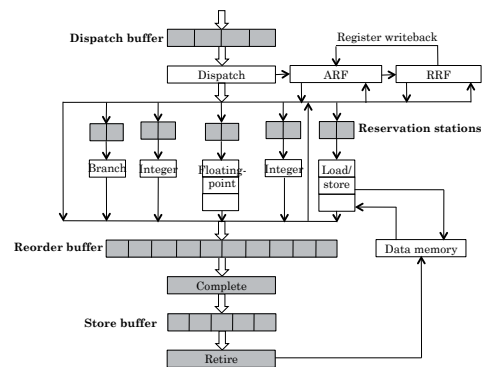 Register writeback
Dispatch buffer
Dispatch
ARF
RRF
Reservation stations
Branch
Integer
Floating-
point
Integer
Load/
store
Reorder buffer
Data memory
Complete
Store buffer
Retire